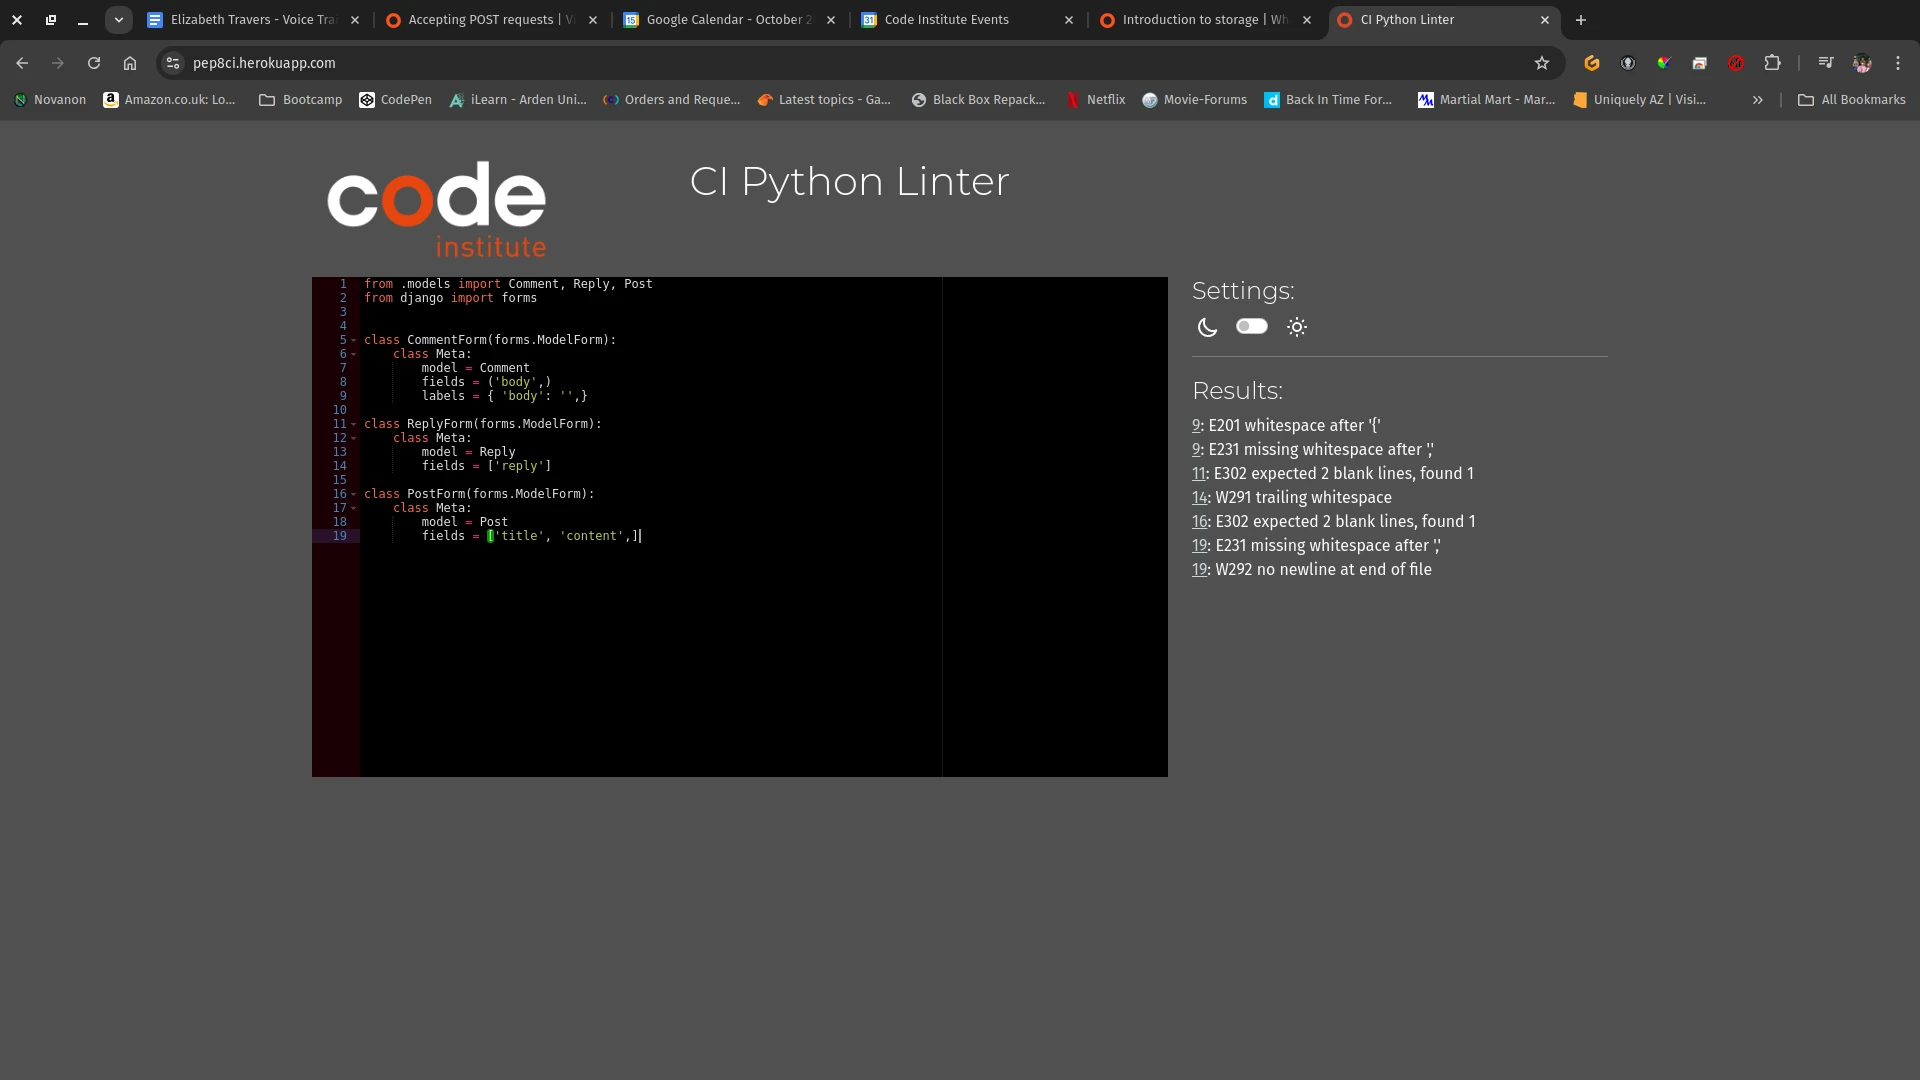 Elizabeth Travers - Voice Trai
Accepting POST requests | Vi
Google Calendar - October 2
Code Institute Events
Introduction to storage | Wh
CI Python Linter
pep8ci.herokuapp.com
Novanon
Amazon.co.uk: Lo...
Bootcamp
CodePen
iLearn - Arden Uni...
Orders and Reque...
Latest topics - Ga...
Black Box Repack...
Netflix
Movie-Forums
Back In Time For...
Martial Mart - Mar...
Uniquely AZ | Visi...
All Bookmarks
code
institute
CI Python Linter
1 from .models import Comment, Reply, Post
2 from django import forms
3
4
5 class CommentForm(forms.ModelForm):
6     class Meta:
7         model = Comment
8         fields = ('body',)
9         labels = { 'body': '',}
10
11 class ReplyForm(forms.ModelForm):
12     class Meta:
13         model = Reply
14         fields = ['reply']
15
16 class PostForm(forms.ModelForm):
17     class Meta:
18         model = Post
19         fields = ['title', 'content',]
Settings:
Results:
9: E201 whitespace after '{'
9: E231 missing whitespace after ','
11: E302 expected 2 blank lines, found 1
14: W291 trailing whitespace
16: E302 expected 2 blank lines, found 1
19: E231 missing whitespace after ','
19: W292 no newline at end of file